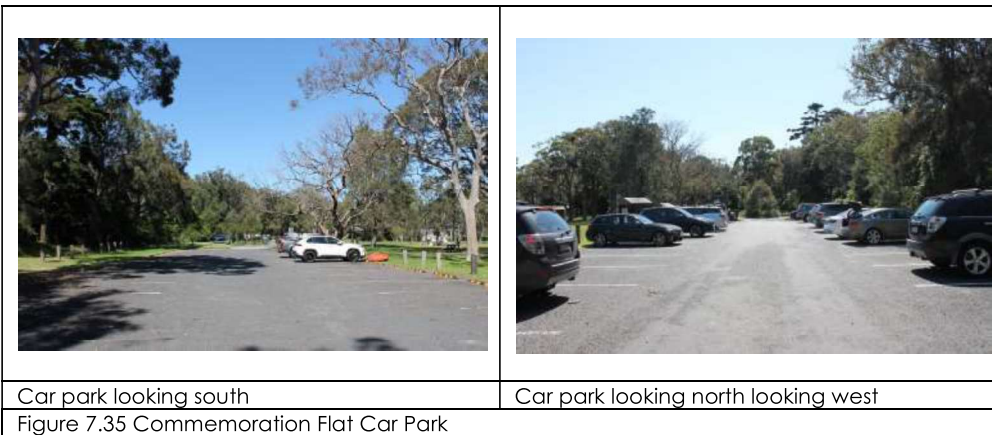 Car park looking south
Car park looking north looking west
Figure 7.35 Commemoration Flat Car Park